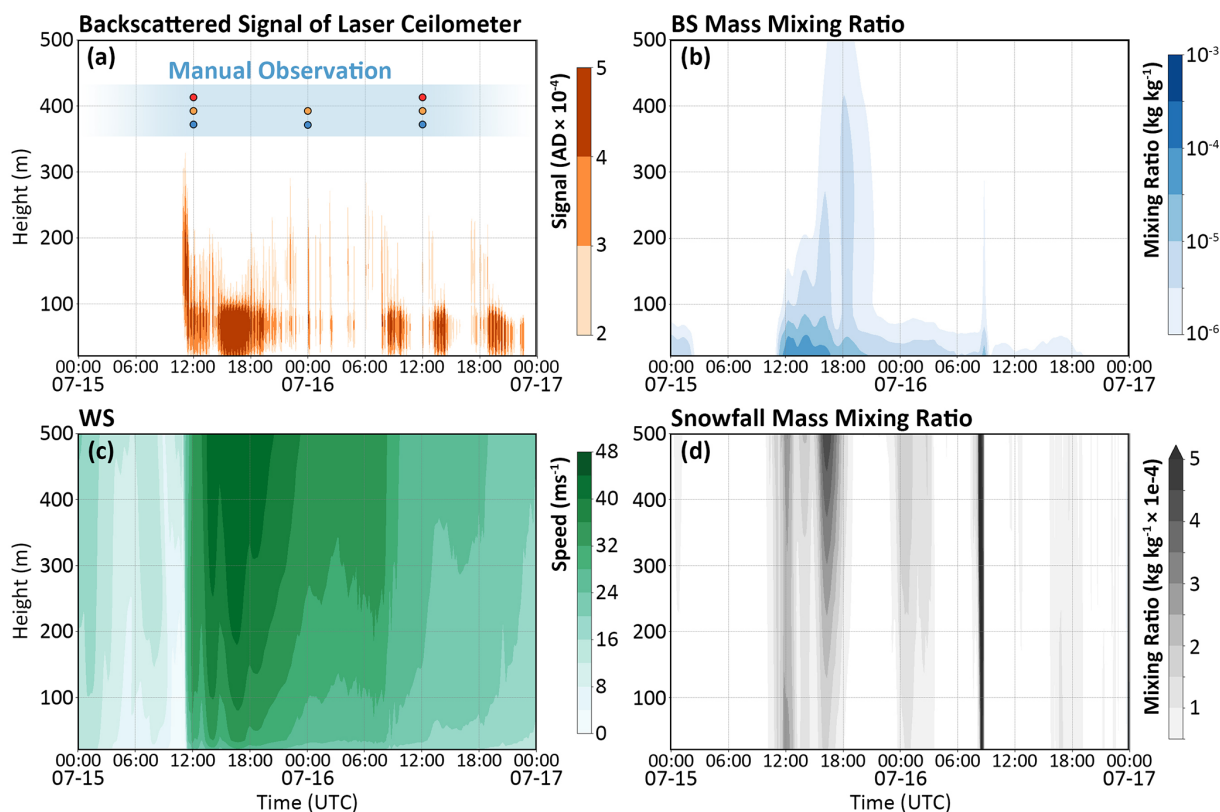 Backscattered Signal of Laser Ceilometer
(a)
Manual Observation
Height (m)
500
400
300
200
100
00:00 06:00 12:00 18:00 00:00 06:00 12:00 18:00 00:00
07-15 07-16 07-17
Signal (AD × 10-4)
5
4
3
2
BS Mass Mixing Ratio
(b)
500
400
300
200
100
00:00 06:00 12:00 18:00 00:00 06:00 12:00 18:00 00:00
07-15 07-16 07-17
Mixing Ratio (kg kg-1)
10-3
10-4
10-5
10-6
WS
(c)
Height (m)
500
400
300
200
100
00:00 06:00 12:00 18:00 00:00 06:00 12:00 18:00 00:00
07-15 07-16 07-17
Time (UTC)
Speed (ms-1)
48
40
32
24
16
8
0
Snowfall Mass Mixing Ratio
(d)
500
400
300
200
100
00:00 06:00 12:00 18:00 00:00 06:00 12:00 18:00 00:00
07-15 07-16 07-17
Time (UTC)
Mixing Ratio (kg kg-1 × 1e-4)
5
4
3
2
1